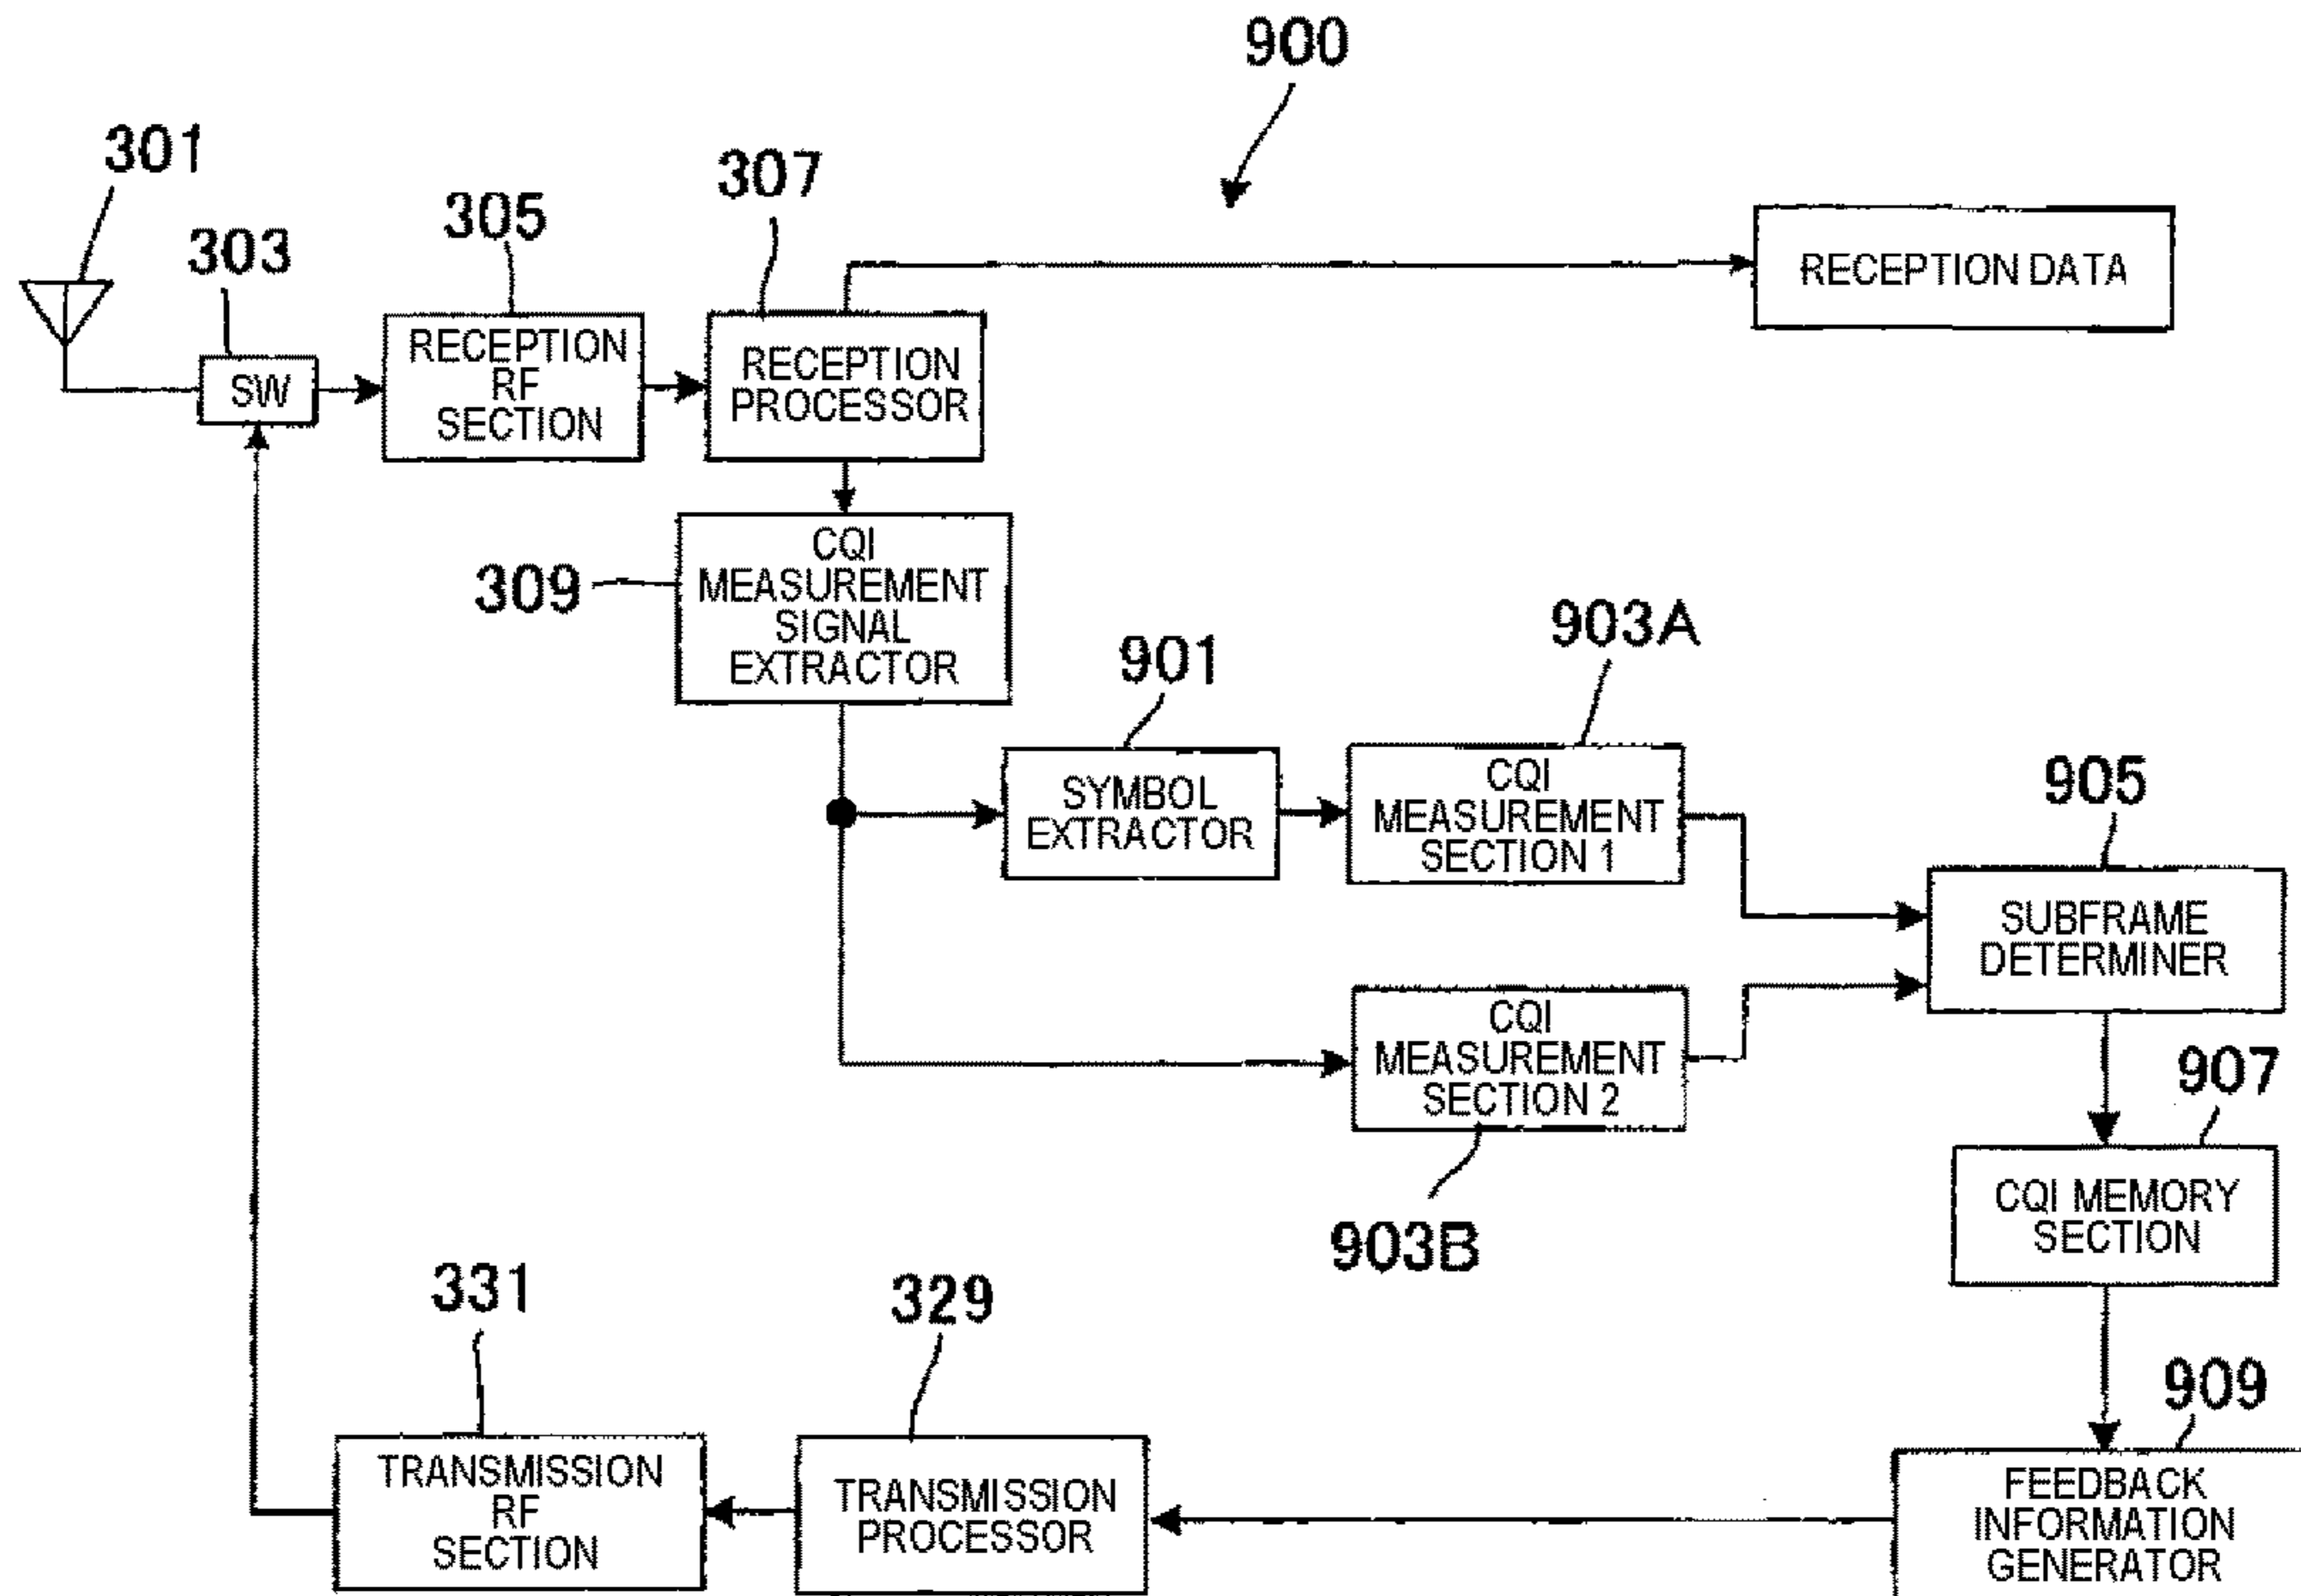 900
301
307
305
303
RECEPTION DATA
RECEPTION
RF
SECTION
RECEPTION
PROCESSOR
SW
309
CQI
MEASUREMENT
SIGNAL
EXTRACTOR
903A
901
905
SYMBOL
EXTRACTOR
CQI
MEASUREMENT
SECTION 1
SUBFRAME
DETERMINER
CQI
MEASUREMENT
SECTION 2
907
903B
CQI MEMORY
SECTION
331
329
909
TRANSMISSION
RF
SECTION
TRANSMISSION
PROCESSOR
FEEDBACK
INFORMATION
GENERATOR